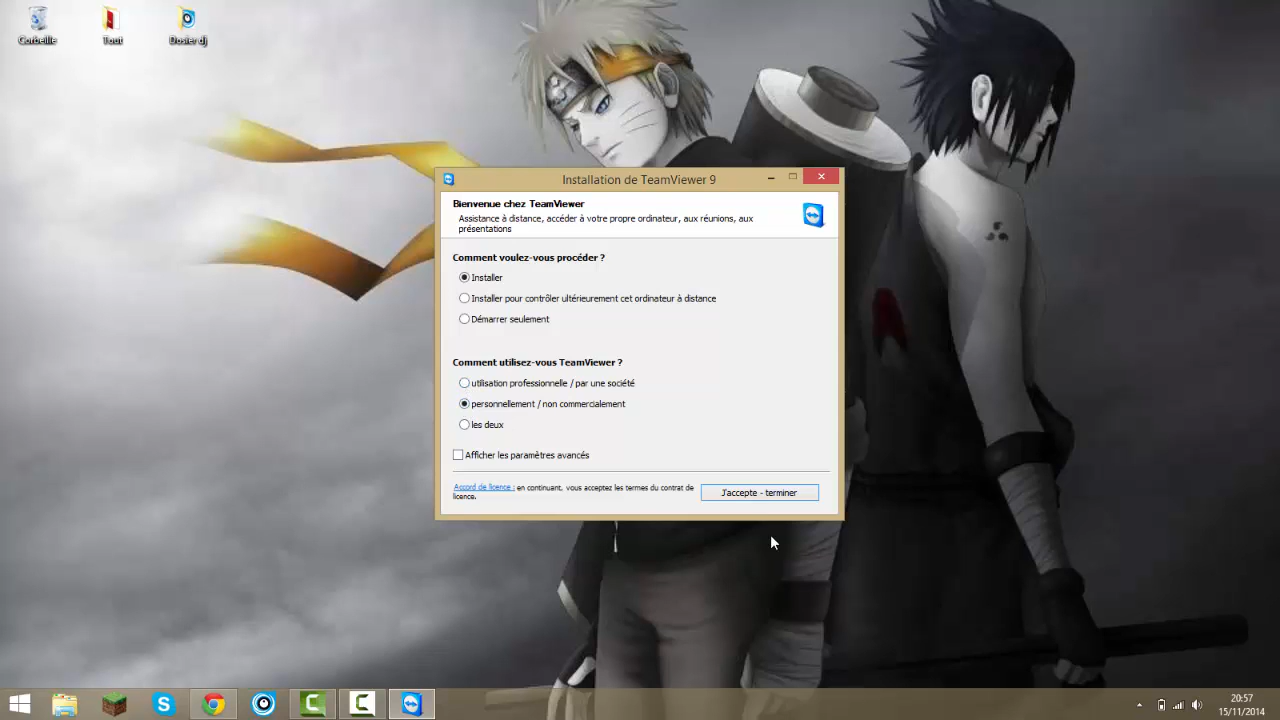 Corbeille
Tout
Dosier dj
Installation de TeamViewer 9
Bienvenue chez TeamViewer
Assistance à distance, accéder à votre propre ordinateur, aux réunions, aux
présentations
Comment voulez-vous procéder ?
Installer
Installer pour contrôler ultérieurement cet ordinateur à distance
Démarrer seulement
Comment utilisez-vous TeamViewer ?
utilisation professionnelle / par une société
personnellement / non commercialement
les deux
Afficher les paramètres avancés
Accord de licence : en continuant, vous acceptez les termes du contrat de
licence.
J'accepte - terminer
20:57
15/11/2014